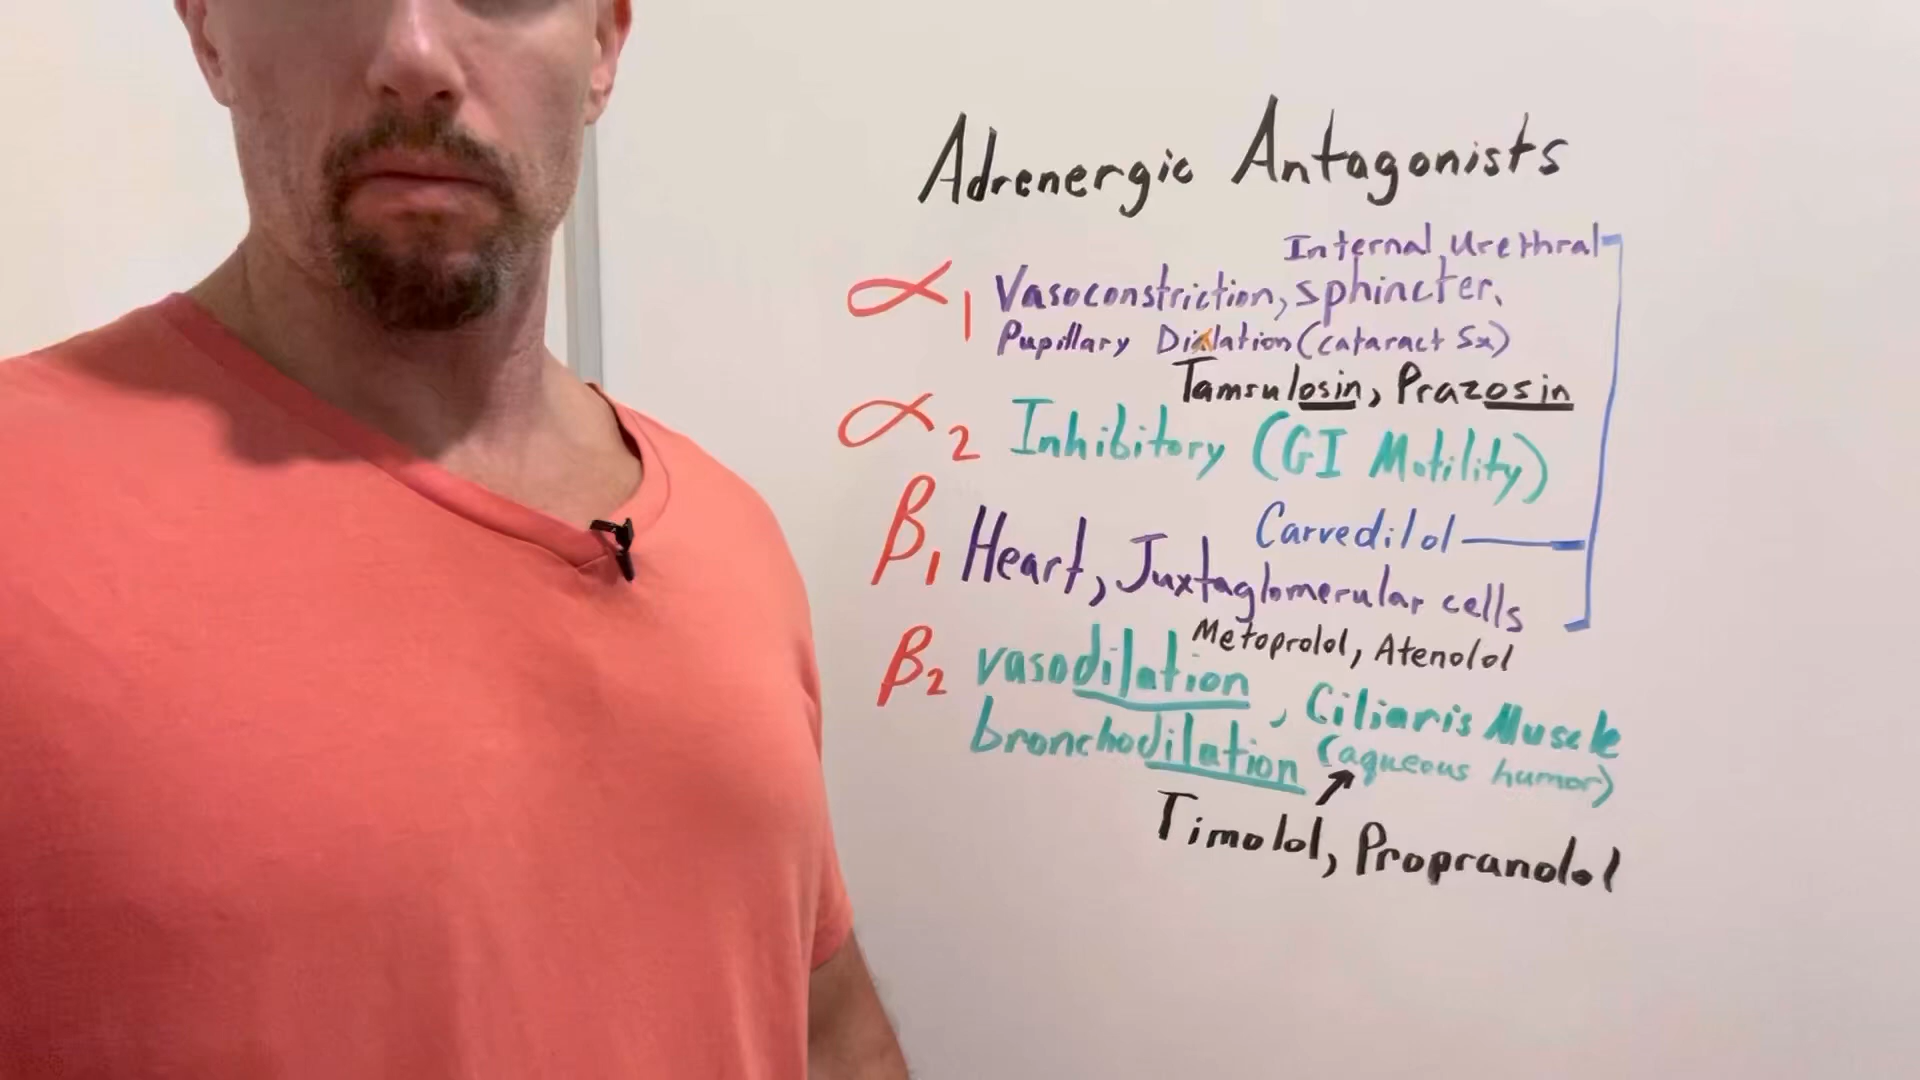 Adrenergic Antagonists
Internal Urethral
α1 Vasoconstriction, sphincter,
Pupillary Dialation (cataract Sx)
Tamsulosin, Prazosin
α2 Inhibitory (GI Motility)
Carvedilol
β1 Heart, Juxtaglomerular cells
Metoprolol, Atenolol
β2 vasodilation
, Ciliaris Muscle
bronchodilation (aqueous humor)
Timolol, Propranolol